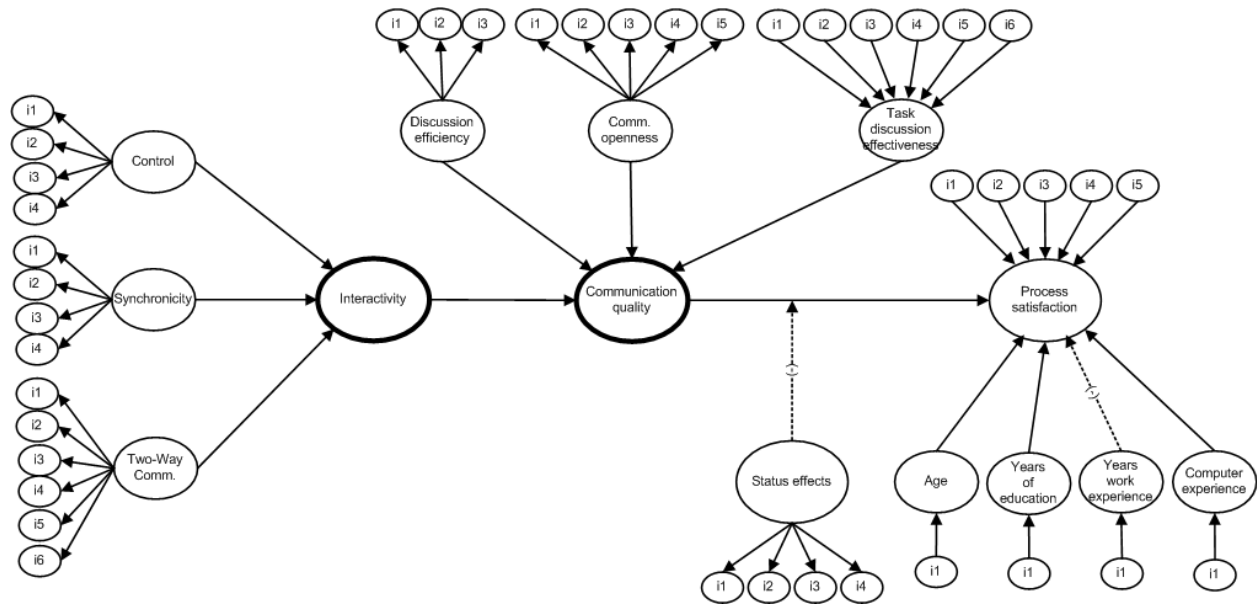 i1
i2
i3
i1
i2
i3
i4
i5
i1
i2
i3
i4
i5
i6
Discussion
efficiency
Comm.
openness
Task
discussion
effectiveness
i1
i2
i3
i4
Control
i1
i2
i3
i4
i5
i1
i2
i3
i4
Synchronicity
Interactivity
Communication
quality
Process
satisfaction
(-)
(-)
i1
i2
i3
i4
i5
i6
Two-Way
Comm.
Status effects
Age
Years
of
education
Years
work
experience
Computer
experience
i1
i2
i3
i4
i1
i1
i1
i1